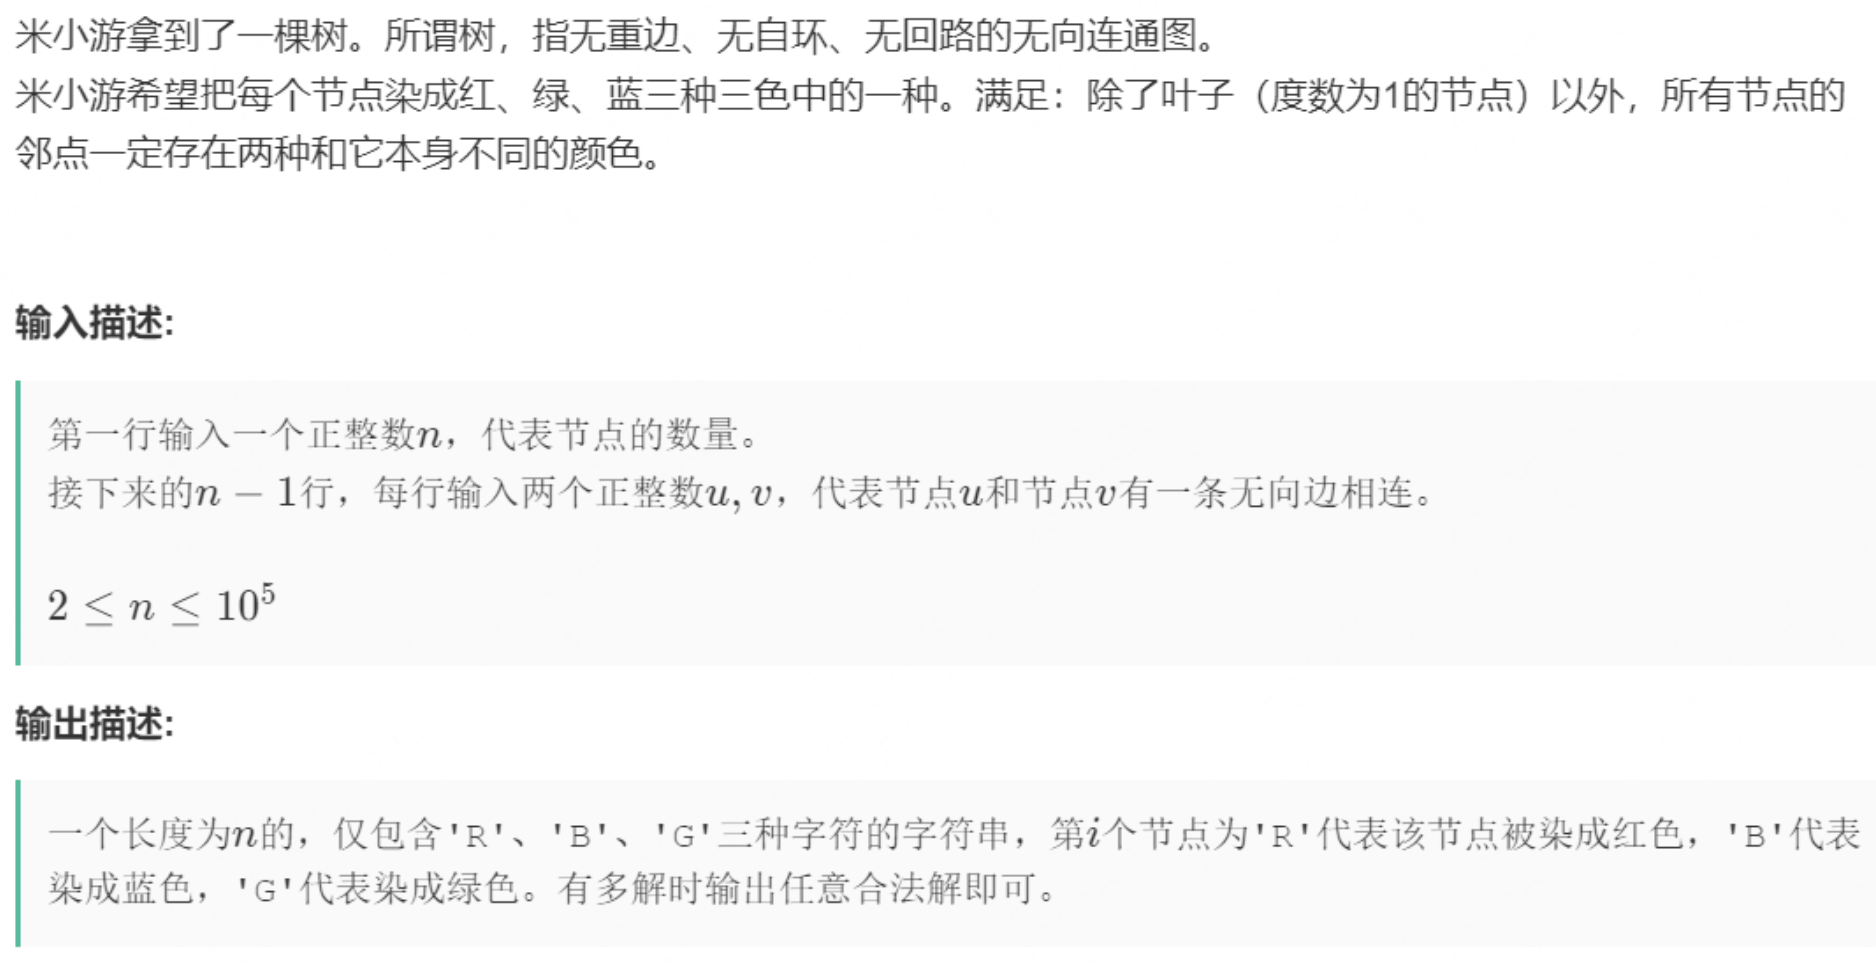 米小游拿到了一棵树。所谓树，指无重边、无自环、无回路的无向连通图。
米小游希望把每个节点染成红、绿、蓝三种三色中的一种。满足：除了叶子（度数为1的节点）以外，所有节点的
邻点一定存在两种和它本身不同的颜色。
输入描述:
第一行输入一个正整数n，代表节点的数量。
接下来的n − 1行，每行输入两个正整数u, v，代表节点u和节点v有一条无向边相连。
2 ≤ n ≤ 10⁵
输出描述:
一个长度为n的，仅包含'R'、'B'、'G'三种字符的字符串，第i个节点为'R'代表该节点被染成红色，'B'代表
染成蓝色，'G'代表染成绿色。有多解时输出任意合法解即可。